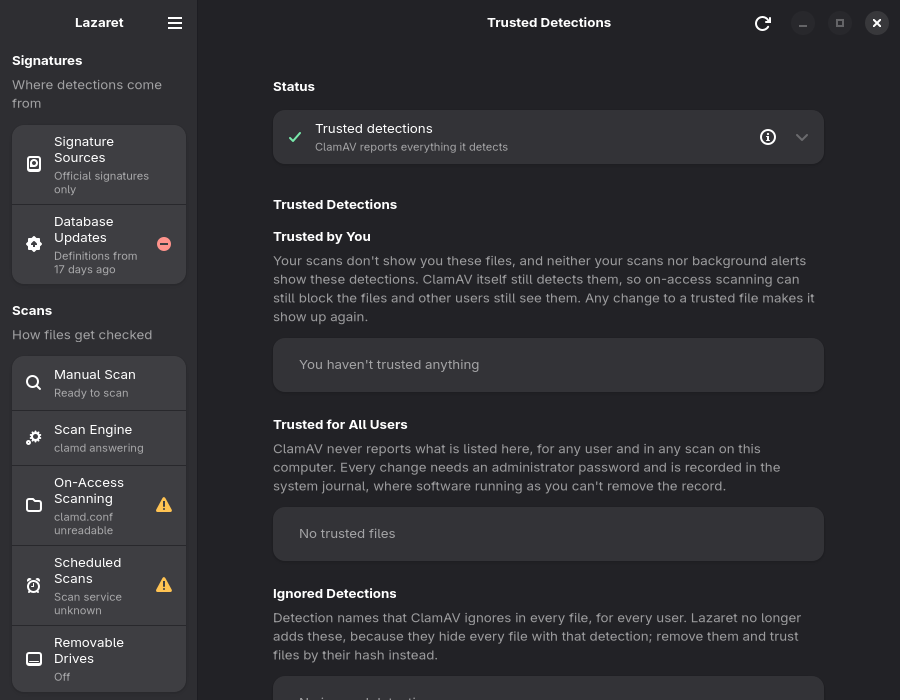 Lazaret
Signatures
Where detections come
from
Signature
Sources
Official signatures
only
Database
Updates
Definitions from
17 days ago
Scans
How files get checked
Manual Scan
Ready to scan
Scan Engine
clamd answering
On-Access
Scanning
clamd.conf
unreadable
Scheduled
Scans
Scan service
unknown
Removable
Drives
Off
Trusted Detections
Status
Trusted detections
ClamAV reports everything it detects
Trusted Detections
Trusted by You
Your scans don't show you these files, and neither your scans nor background alerts
show these detections. ClamAV itself still detects them, so on-access scanning can
still block the files and other users still see them. Any change to a trusted file makes it
show up again.
You haven't trusted anything
Trusted for All Users
ClamAV never reports what is listed here, for any user and in any scan on this
computer. Every change needs an administrator password and is recorded in the
system journal, where software running as you can't remove the record.
No trusted files
Ignored Detections
Detection names that ClamAV ignores in every file, for every user. Lazaret no longer
adds these, because they hide every file with that detection; remove them and trust
files by their hash instead.